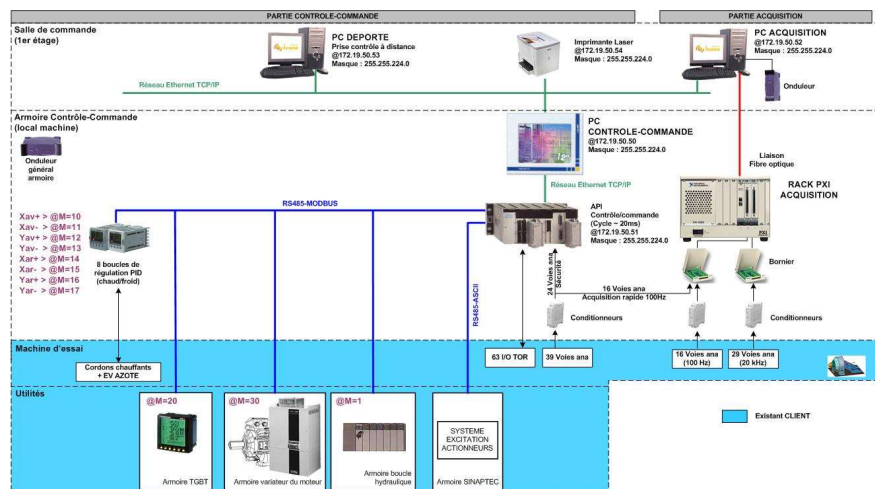 PARTIE CONTROLE-COMMANDE
PARTIE ACQUISITION
Salle de commande
(1er étage)
PC DEPORTE
Prise contrôle à distance
@172.19.50.53
Masque : 255.255.224.0
Imprimante Laser
@172.19.50.54
Masque : 255.255.224.0
PC ACQUISITION
@172.19.50.52
Masque : 255.255.224.0
Onduleur
Réseau Ethernet TCP/IP
Armoire Contrôle-Commande
(local machine)
Onduleur
général
armoire
PC
CONTROLE-COMMANDE
@172.19.50.50
Masque : 255.255.224.0
Liaison
Fibre optique
Réseau Ethernet TCP/IP
RACK PXI
ACQUISITION
PXI
RS485-MODBUS
API
Contrôle/commande
(Cycle ~ 20ms)
@172.19.50.51
Masque : 255.255.224.0
Xav+ > @M=10
Xav- > @M=11
Yav+ > @M=12
Yav- > @M=13
Xar+ > @M=14
Xar- > @M=15
Yar+ > @M=16
Yar- > @M=17
8 boucles de
régulation PID
(chaud/froid)
RS485-ASCII
24 Voies ana
Sécurité
16 Voies ana
Acquisition rapide 100Hz
Bornier
Conditionneurs
Conditionneurs
Machine d'essai
Cordons chauffants
+ EV AZOTE
63 I/O TOR
39 Voies ana
16 Voies ana
(100 Hz)
29 Voies ana
(20 kHz)
Utilités
@M=20
@M=30
@M=1
SYSTEME
EXCITATION
ACTIONNEURS
Armoire TGBT
Armoire variateur du moteur
Armoire boucle
hydraulique
Armoire SINAPTEC
Existant CLIENT